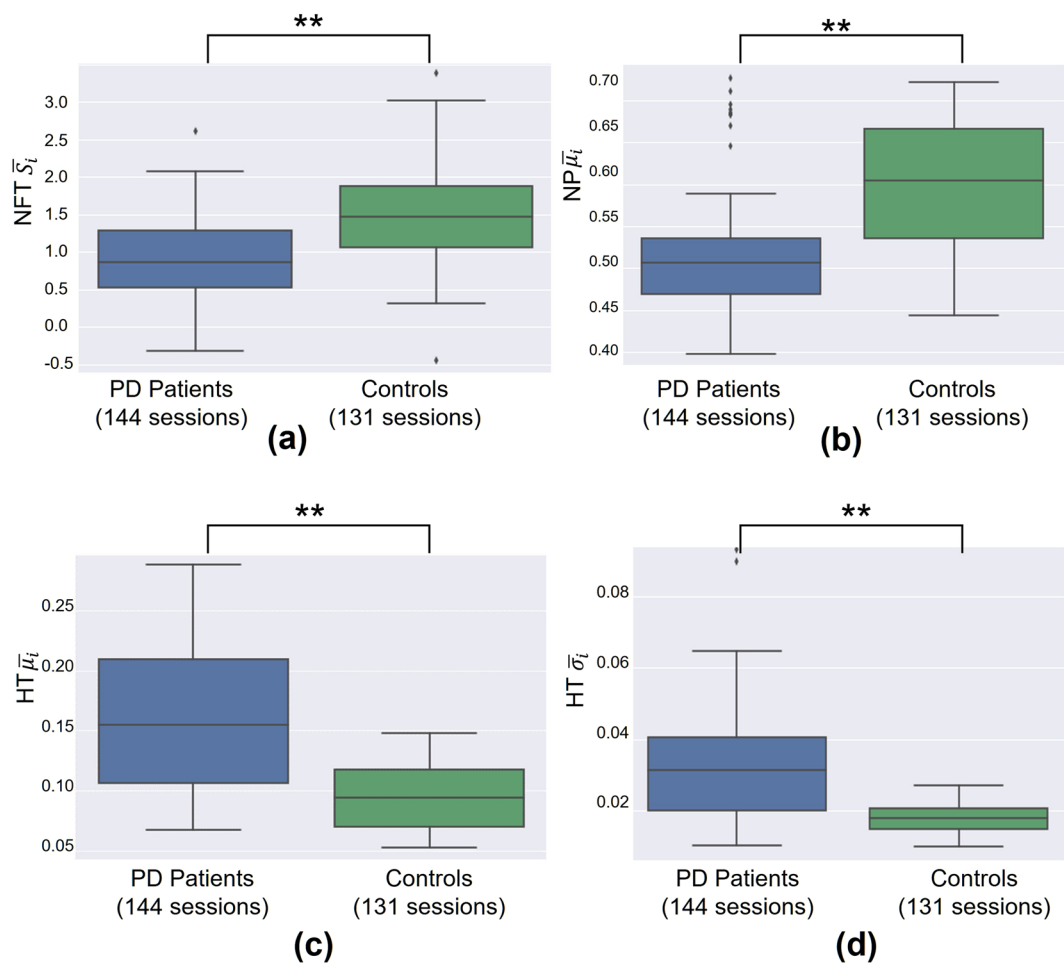 **
NFT S̄ᵢ
3.0
2.5
2.0
1.5
1.0
0.5
0.0
-0.5
PD Patients
(144 sessions)
Controls
(131 sessions)
(a)
**
NP μ̄ᵢ
0.70
0.65
0.60
0.55
0.50
0.45
0.40
PD Patients
(144 sessions)
Controls
(131 sessions)
(b)
**
HT μ̄ᵢ
0.25
0.20
0.15
0.10
0.05
PD Patients
(144 sessions)
Controls
(131 sessions)
(c)
**
HT σ̄ᵢ
0.08
0.06
0.04
0.02
PD Patients
(144 sessions)
Controls
(131 sessions)
(d)